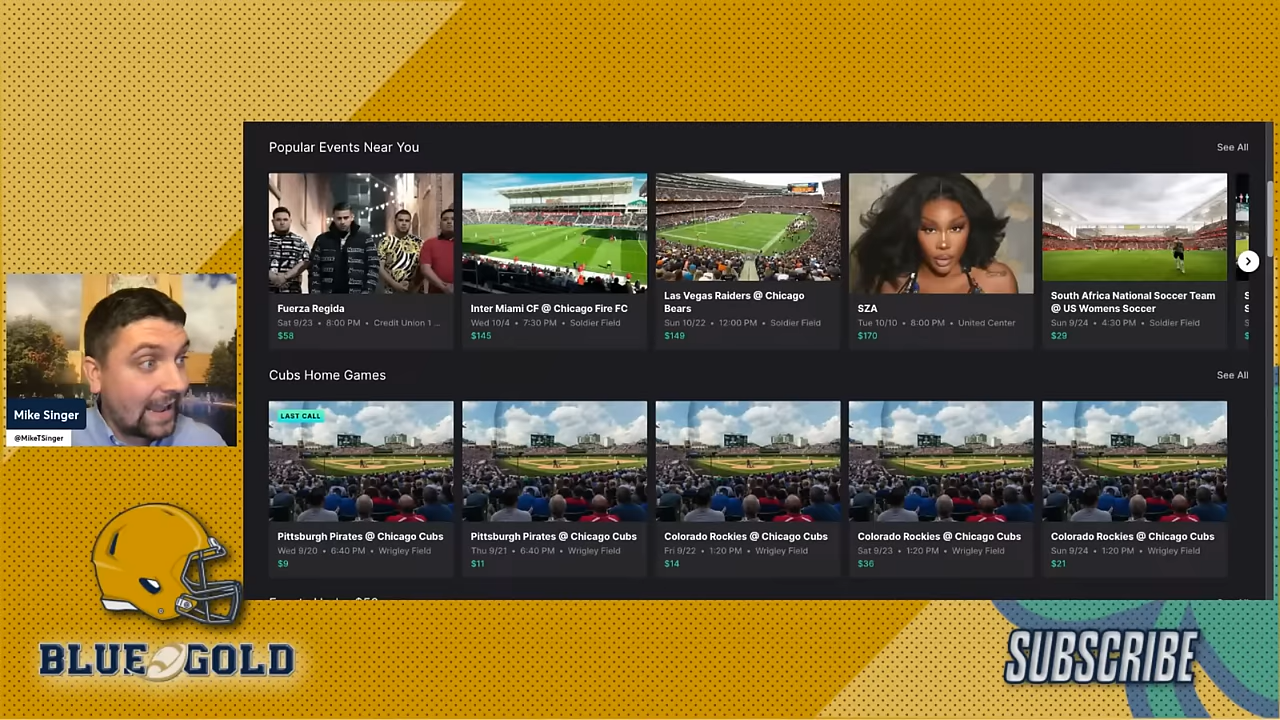 Popular Events Near You
See All
Fuerza Regida
Sat 9/23 • 8:00 PM • Credit Union 1 ...
$58
Inter Miami CF @ Chicago Fire FC
Wed 10/4 • 7:30 PM • Soldier Field
$145
Las Vegas Raiders @ Chicago
Bears
Sun 10/22 • 12:00 PM • Soldier Field
$149
SZA
Tue 10/10 • 8:00 PM • United Center
$170
South Africa National Soccer Team
@ US Womens Soccer
Sun 9/24 • 4:30 PM • Soldier Field
$29
Mike Singer
@MikeTSinger
Cubs Home Games
See All
LAST CALL
Pittsburgh Pirates @ Chicago Cubs
Wed 9/20 • 6:40 PM • Wrigley Field
$9
Pittsburgh Pirates @ Chicago Cubs
Thu 9/21 • 6:40 PM • Wrigley Field
$11
Colorado Rockies @ Chicago Cubs
Fri 9/22 • 1:20 PM • Wrigley Field
$14
Colorado Rockies @ Chicago Cubs
Sat 9/23 • 1:20 PM • Wrigley Field
$36
Colorado Rockies @ Chicago Cubs
Sun 9/24 • 1:20 PM • Wrigley Field
$21
BLUE GOLD
SUBSCRIBE